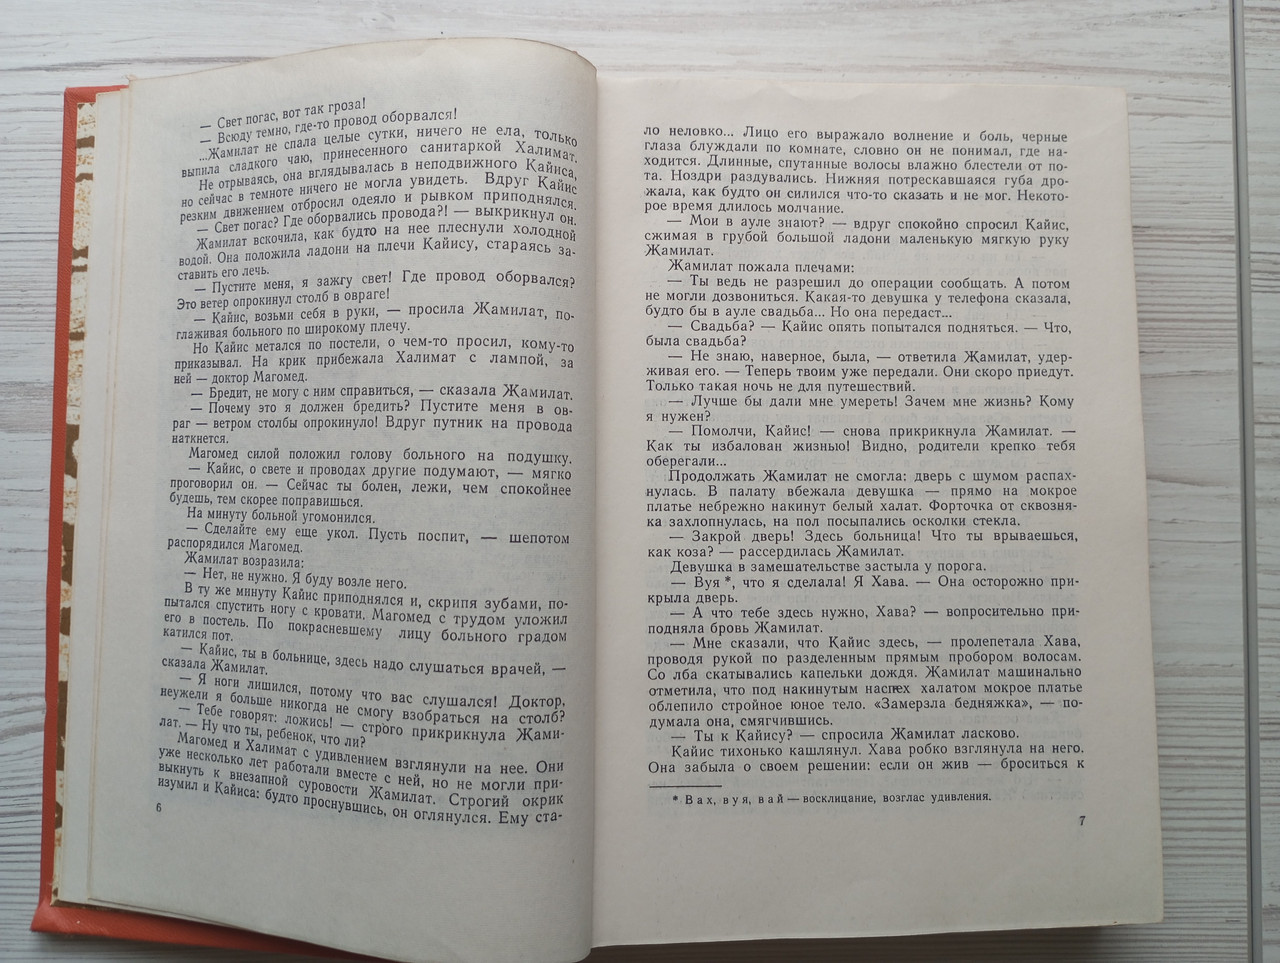 — Свет погас, вот так гроза!
— Всюду темно, где-то провод оборвался!
...Жамилат не спала целые сутки, ничего не ела, только
выпила сладкого чаю, принесенного санитаркой Халимат.
Не отрываясь, она вглядывалась в неподвижного Кайиса,
но сейчас в темноте ничего не могла увидеть. Вдруг Кайис
резким движением отбросил одеяло и рывком приподнялся.
— Свет погас? Где оборвались провода?! — выкрикнул он.
Жамилат вскочила, как будто на нее плеснули холодной
водой. Она положила ладони на плечи Кайису, стараясь за-
ставить его лечь.
— Пустите меня, я зажгу свет! Где провод оборвался?
Это ветер опрокинул столб в овраге!
— Кайис, возьми себя в руки, — просила Жамилат, по-
глаживая больного по широкому плечу.
Но Кайис метался по постели, о чем-то просил, кому-то
приказывал. На крик прибежала Халимат с лампой, за
ней — доктор Магомед.
— Бредит, не могу с ним справиться, — сказала Жамилат.
— Почему это я должен бредить? Пустите меня в ов-
раг — ветром столбы опрокинуло! Вдруг путник на провода
наткнется.
Магомед силой положил голову больного на подушку.
— Кайис, о свете и проводах другие подумают, — мягко
проговорил он. — Сейчас ты болен, лежи, чем спокойнее
будешь, тем скорее поправишься.
На минуту больной угомонился.
— Сделайте ему еще укол. Пусть поспит, — шепотом
распорядился Магомед.
Жамилат возразила:
— Нет, не нужно. Я буду возле него.
В ту же минуту Кайис приподнялся и, скрипя зубами, по-
пытался спустить ногу с кровати. Магомед с трудом уложил
его в постель. По покрасневшему лицу больного градом
катился пот.
— Кайис, ты в больнице, здесь надо слушаться врачей, —
сказала Жамилат.
— Я ноги лишился, потому что вас слушался! Доктор,
неужели я больше никогда не смогу взобраться на столб?
— Тебе говорят: ложись! — строго прикрикнула Жами-
лат. — Ну что ты, ребенок, что ли?
Магомед и Халимат с удивлением взглянули на нее. Они
уже несколько лет работали вместе с ней, но не могли при-
выкнуть к внезапной суровости Жамилат. Строгий окрик
изумил и Кайиса: будто проснувшись, он оглянулся. Ему ста-
6
ло неловко... Лицо его выражало волнение и боль, черные
глаза блуждали по комнате, словно он не понимал, где на-
ходится. Длинные, спутанные волосы влажно блестели от по-
та. Ноздри раздувались. Нижняя потрескавшаяся губа дро-
жала, как будто он силился что-то сказать и не мог. Некото-
рое время длилось молчание.
— Мои в ауле знают? — вдруг спокойно спросил Кайис,
сжимая в грубой большой ладони маленькую мягкую руку
Жамилат.
Жамилат пожала плечами:
— Ты ведь не разрешил до операции сообщать. А потом
не могли дозвониться. Какая-то девушка у телефона сказала,
будто бы в ауле свадьба... Но она передаст...
— Свадьба? — Кайис опять попытался подняться. — Что,
была свадьба?
— Не знаю, наверное, была, — ответила Жамилат, удер-
живая его. — Теперь твоим уже передали. Они скоро приедут.
Только такая ночь не для путешествий.
— Лучше бы дали мне умереть! Зачем мне жизнь? Кому
я нужен?
— Помолчи, Кайис! — снова прикрикнула Жамилат. —
Как ты избалован жизнью! Видно, родители крепко тебя
оберегали...
Продолжать Жамилат не смогла: дверь с шумом распах-
нулась. В палату вбежала девушка — прямо на мокрое
платье небрежно накинут белый халат. Форточка от сквозня-
ка захлопнулась, на пол посыпались осколки стекла.
— Закрой дверь! Здесь больница! Что ты врываешься,
как коза? — рассердилась Жамилат.
Девушка в замешательстве застыла у порога.
— Вуя*, что я сделала! Я Хава. — Она осторожно при-
крыла дверь.
— А что тебе здесь нужно, Хава? — вопросительно при-
подняла бровь Жамилат.
— Мне сказали, что Кайис здесь, — пролепетала Хава,
проводя рукой по разделенным прямым пробором волосам.
Со лба скатывались капельки дождя. Жамилат машинально
отметила, что под накинутым наспех халатом мокрое платье
облепило стройное юное тело. «Замерзла бедняжка», — по-
думала она, смягчившись.
— Ты к Кайису? — спросила Жамилат ласково.
Кайис тихонько кашлянул. Хава робко взглянула на него.
Она забыла о своем решении: если он жив — броситься к
* Вах, вуя, вай — восклицание, возглас удивления.
7